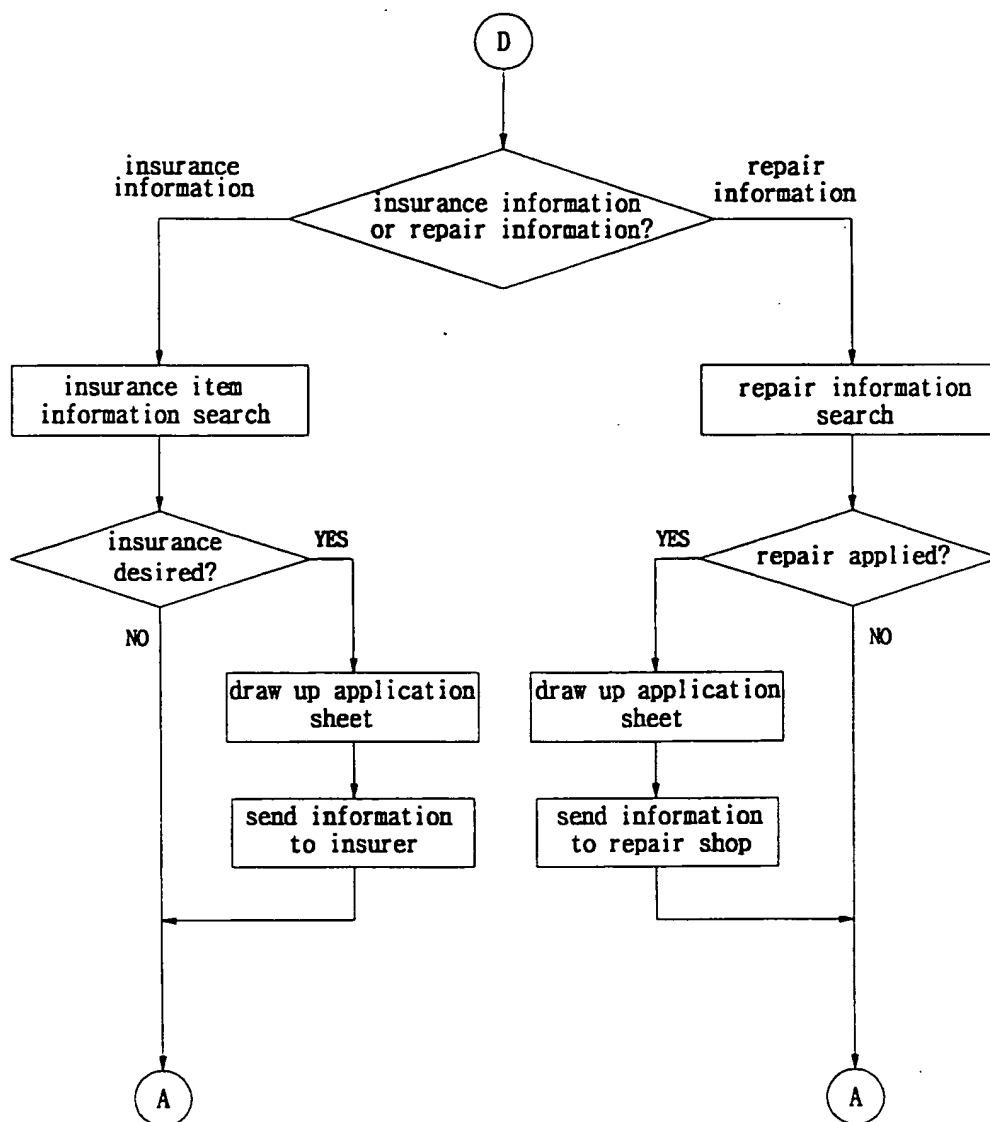 D
insurance
information
repair
information
insurance information
or repair information?
insurance item
information search
repair information
search
insurance
desired?
YES
NO
YES
repair applied?
NO
draw up application
sheet
draw up application
sheet
send information
to insurer
send information
to repair shop
A
A